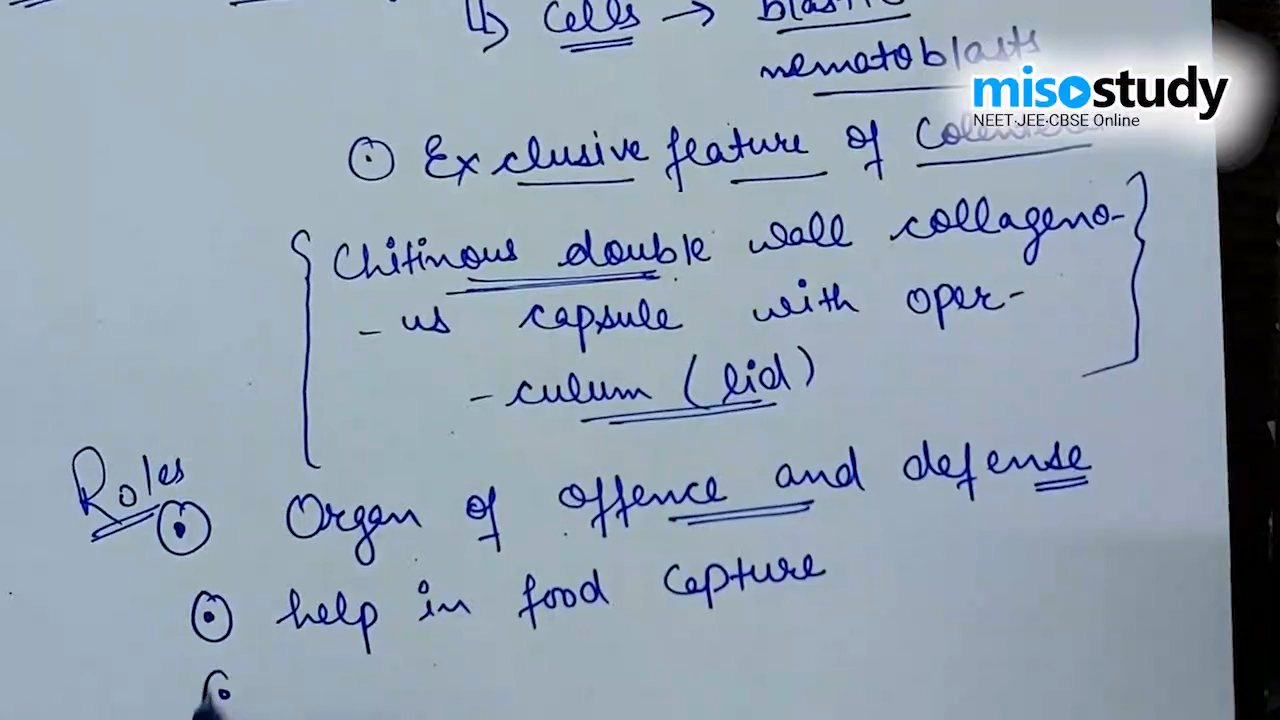 ↳ Cells →
nematoblasts
misostudy
NEET·JEE·CBSE Online
⊙ Exclusive feature of
{ Chitinous double wall collageno- }
- us capsule with oper-
- culum (lid)
Roles
⊙ Organ of offence and defense
⊙ help in food capture